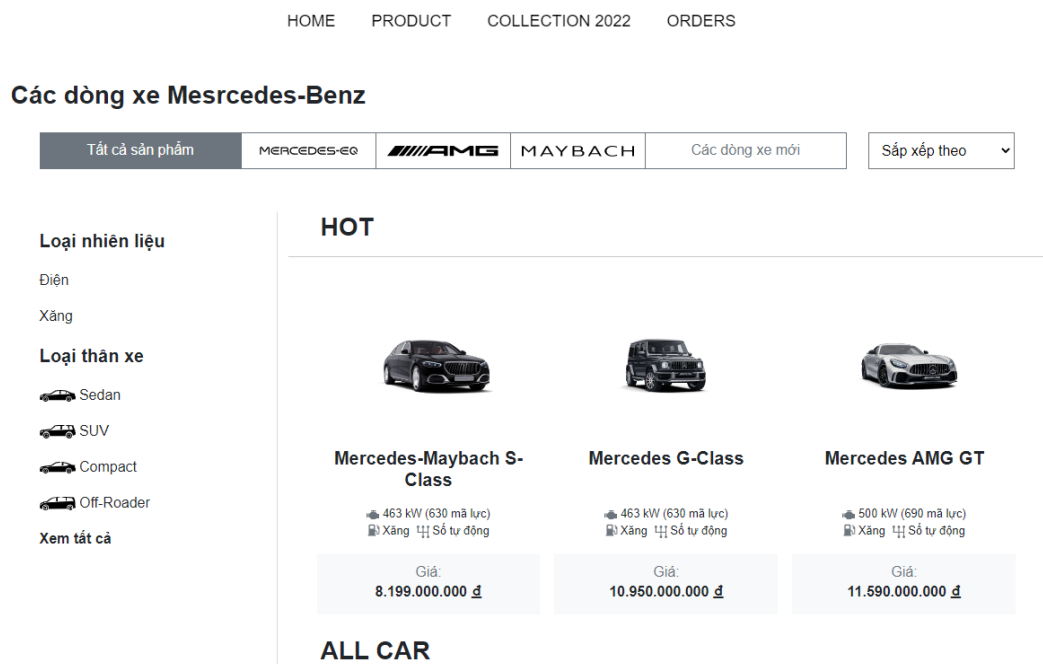 HOME PRODUCT COLLECTION 2022 ORDERS
Các dòng xe Mesrcedes-Benz
Tất cả sản phẩm MERCEDES-EQ AMG MAYBACH Các dòng xe mới Sắp xếp theo
Loại nhiên liệu
Điện
Xăng
Loại thân xe
Sedan
SUV
Compact
Off-Roader
Xem tất cả
HOT
Mercedes-Maybach S-
Class
463 kW (630 mã lực)
Xăng Số tự động
Giá:
8.199.000.000 đ
Mercedes G-Class
463 kW (630 mã lực)
Xăng Số tự động
Giá:
10.950.000.000 đ
Mercedes AMG GT
500 kW (690 mã lực)
Xăng Số tự động
Giá:
11.590.000.000 đ
ALL CAR